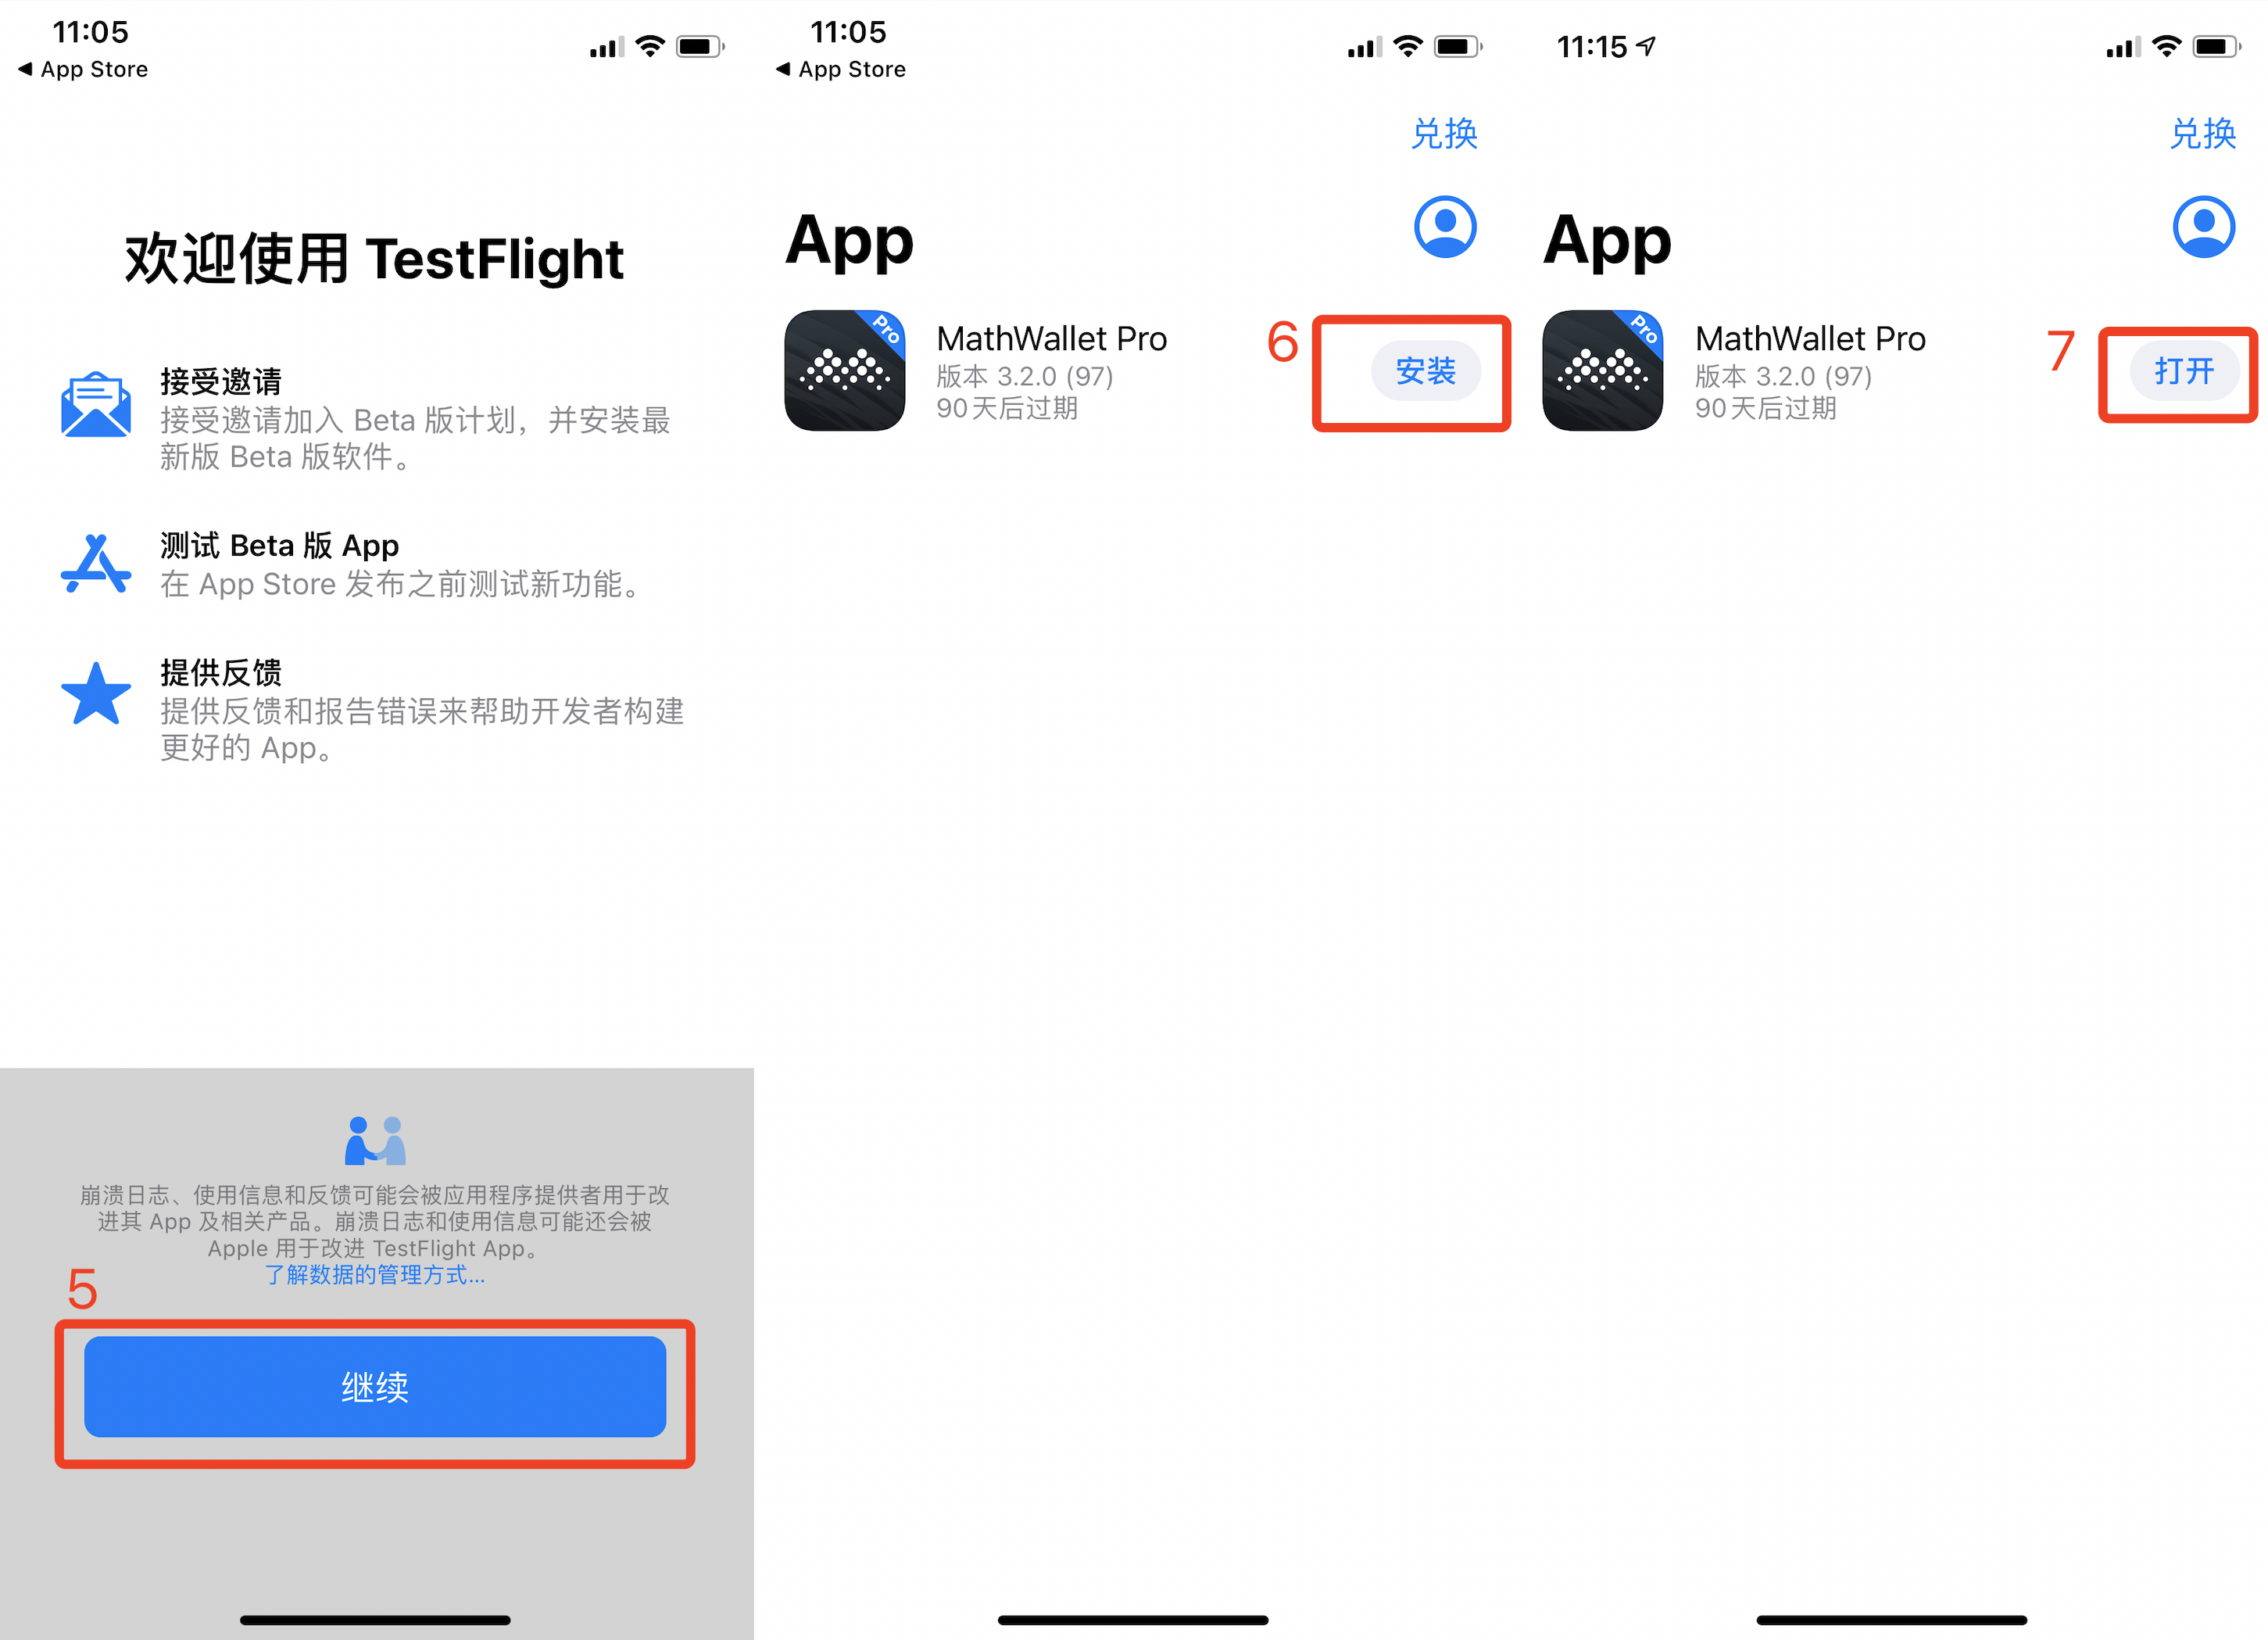 11:05
App Store
欢迎使用 TestFlight
接受邀请
接受邀请加入 Beta 版计划，并安装最
新版 Beta 版软件。
测试 Beta 版 App
在 App Store 发布之前测试新功能。
提供反馈
提供反馈和报告错误来帮助开发者构建
更好的 App。
崩溃日志、使用信息和反馈可能会被应用程序提供者用于改
进其 App 及相关产品。崩溃日志和使用信息可能还会被
Apple 用于改进 TestFlight App。
了解数据的管理方式...
5
继续
11:05
App Store
兑换
App
Pro
MathWallet Pro
版本 3.2.0 (97)
90 天后过期
6
安装
11:15
兑换
App
Pro
MathWallet Pro
版本 3.2.0 (97)
90 天后过期
7
打开